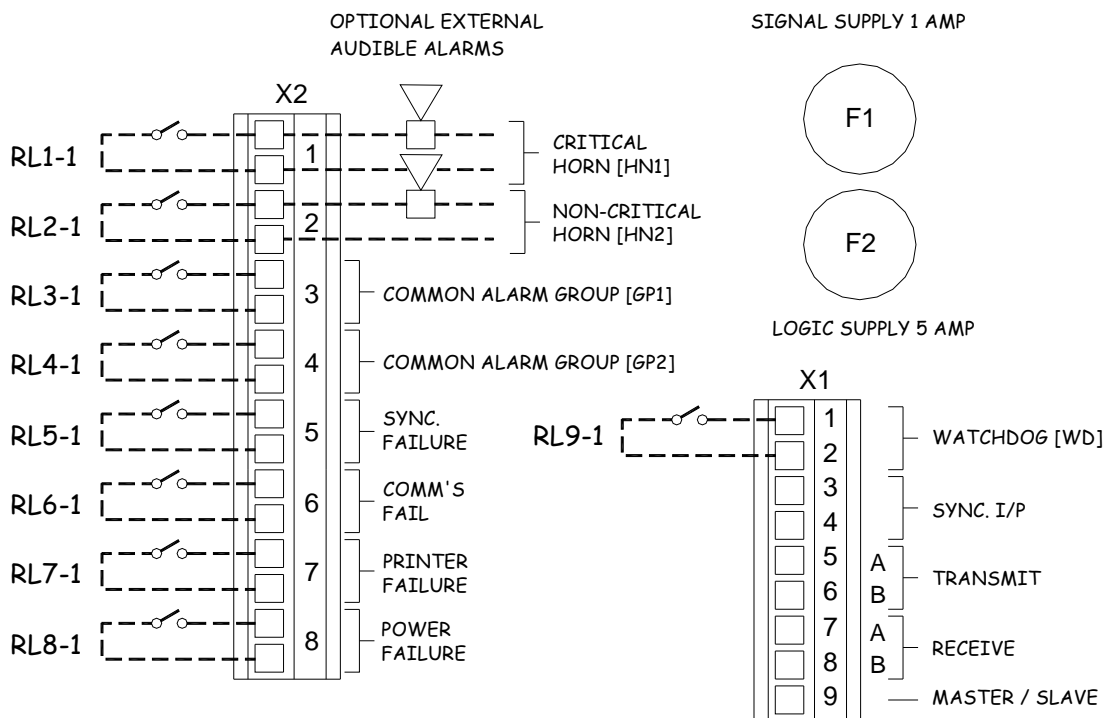 OPTIONAL EXTERNAL
AUDIBLE ALARMS
SIGNAL SUPPLY 1 AMP
X2
F1
RL1-1
1
CRITICAL
HORN [HN1]
RL2-1
2
NON-CRITICAL
HORN [HN2]
F2
RL3-1
3
COMMON ALARM GROUP [GP1]
LOGIC SUPPLY 5 AMP
RL4-1
4
COMMON ALARM GROUP [GP2]
X1
RL5-1
5
SYNC.
FAILURE
RL9-1
1
2
WATCHDOG [WD]
RL6-1
6
COMM'S
FAIL
3
4
SYNC. I/P
RL7-1
7
PRINTER
FAILURE
5 A
6 B
TRANSMIT
RL8-1
8
POWER
FAILURE
7 A
8 B
RECEIVE
9
MASTER / SLAVE